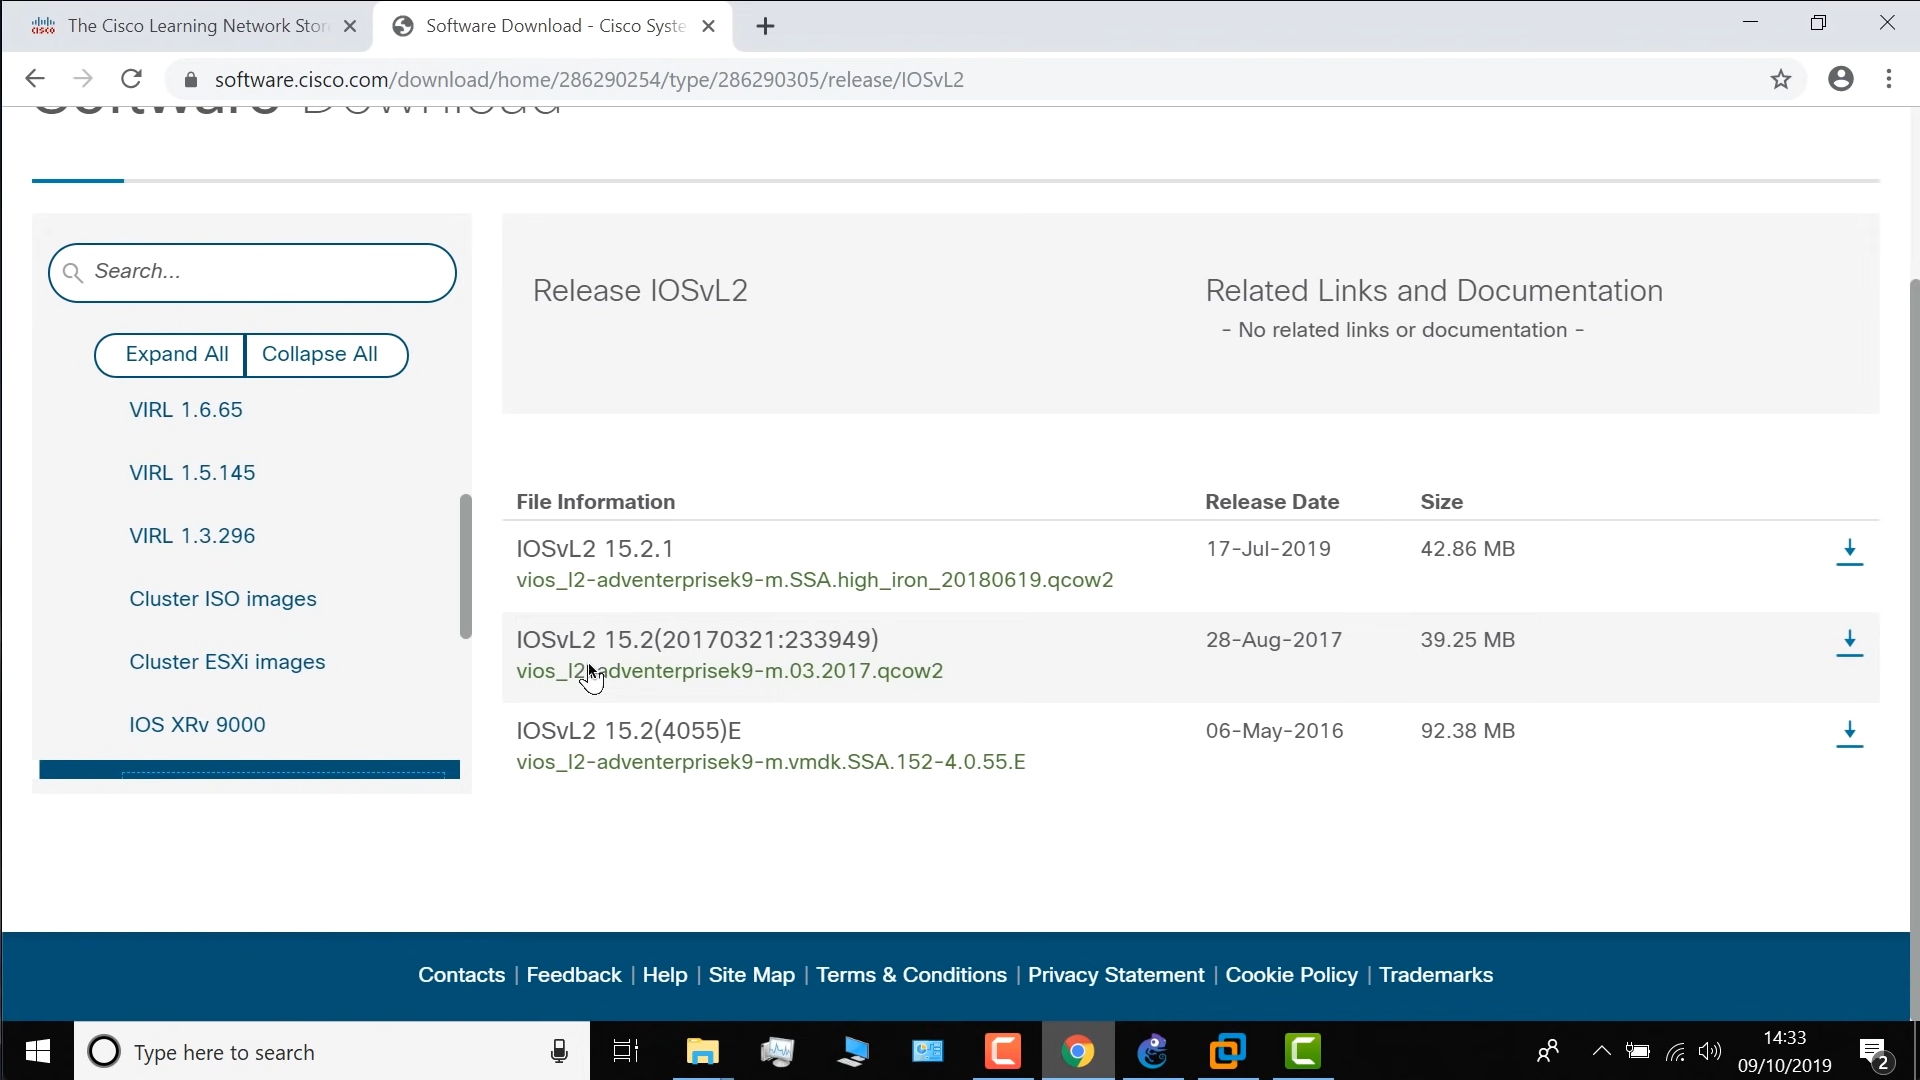 The Cisco Learning Network Stor
Software Download - Cisco Syste
software.cisco.com/download/home/286290254/type/286290305/release/IOSvL2
Software Download
Search...
Expand All
Collapse All
VIRL 1.6.65
VIRL 1.5.145
VIRL 1.3.296
Cluster ISO images
Cluster ESXi images
IOS XRv 9000
Release IOSvL2
Related Links and Documentation
- No related links or documentation -
File Information Release Date Size
IOSvL2 15.2.1 17-Jul-2019 42.86 MB
vios_l2-adventerprisek9-m.SSA.high_iron_20180619.qcow2
IOSvL2 15.2(20170321:233949) 28-Aug-2017 39.25 MB
vios_l2-adventerprisek9-m.03.2017.qcow2
IOSvL2 15.2(4055)E 06-May-2016 92.38 MB
vios_l2-adventerprisek9-m.vmdk.SSA.152-4.0.55.E
Contacts | Feedback | Help | Site Map | Terms & Conditions | Privacy Statement | Cookie Policy | Trademarks
Type here to search
14:33
09/10/2019
2